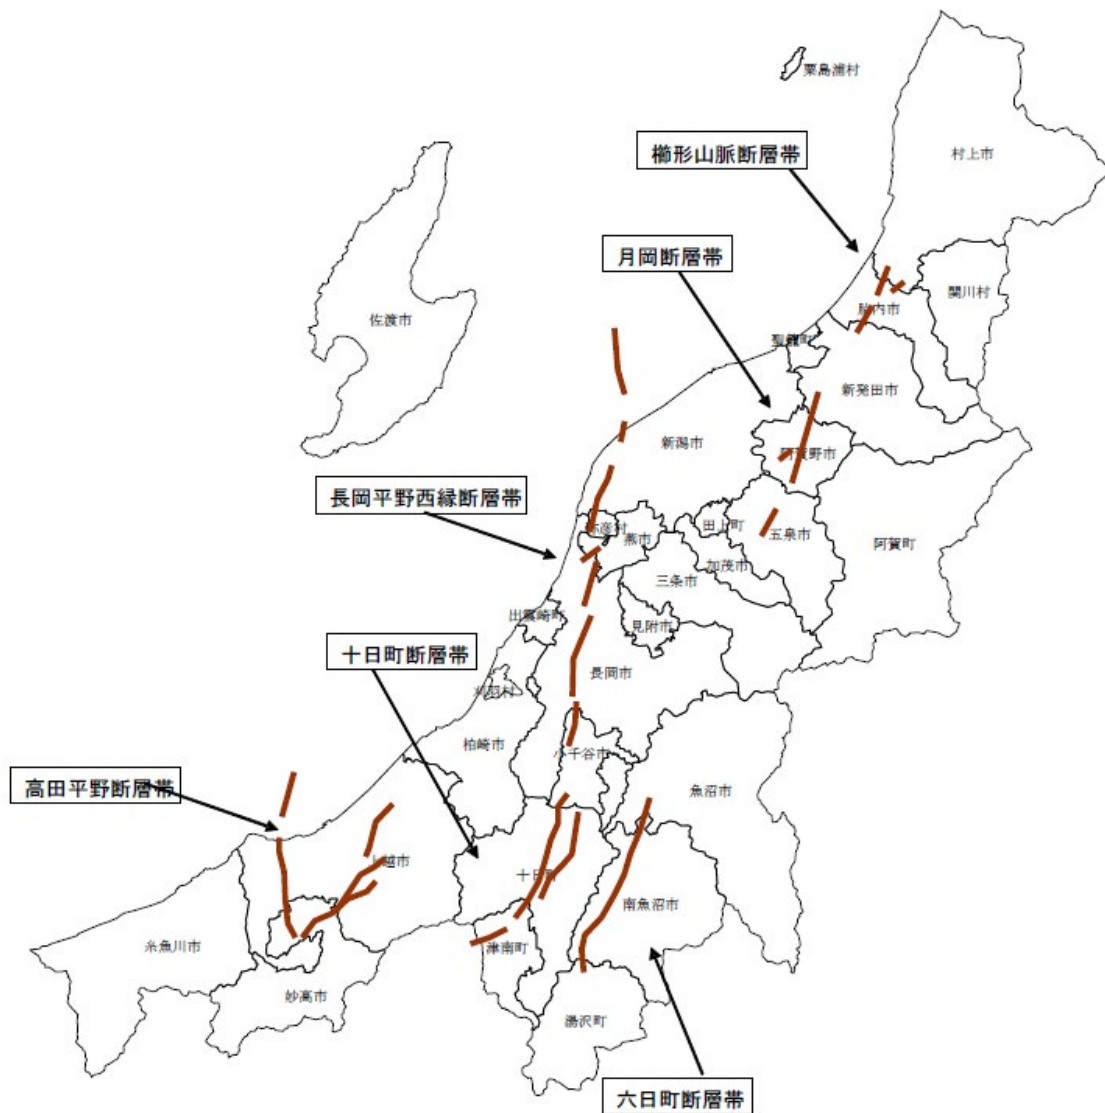 粟島浦村
櫛形山脈断層帯
村上市
月岡断層帯
関川村
胎内市
佐渡市
聖籠町
新発田市
新潟市
阿賀野市
長岡平野西縁断層帯
弥彦村
燕市
田上町
五泉市
阿賀町
加茂市
三条市
出雲崎町
見附市
十日町断層帯
長岡市
刈羽村
柏崎市
小千谷市
高田平野断層帯
魚沼市
上越市
十日町
南魚沼市
糸魚川市
津南町
妙高市
湯沢町
六日町断層帯